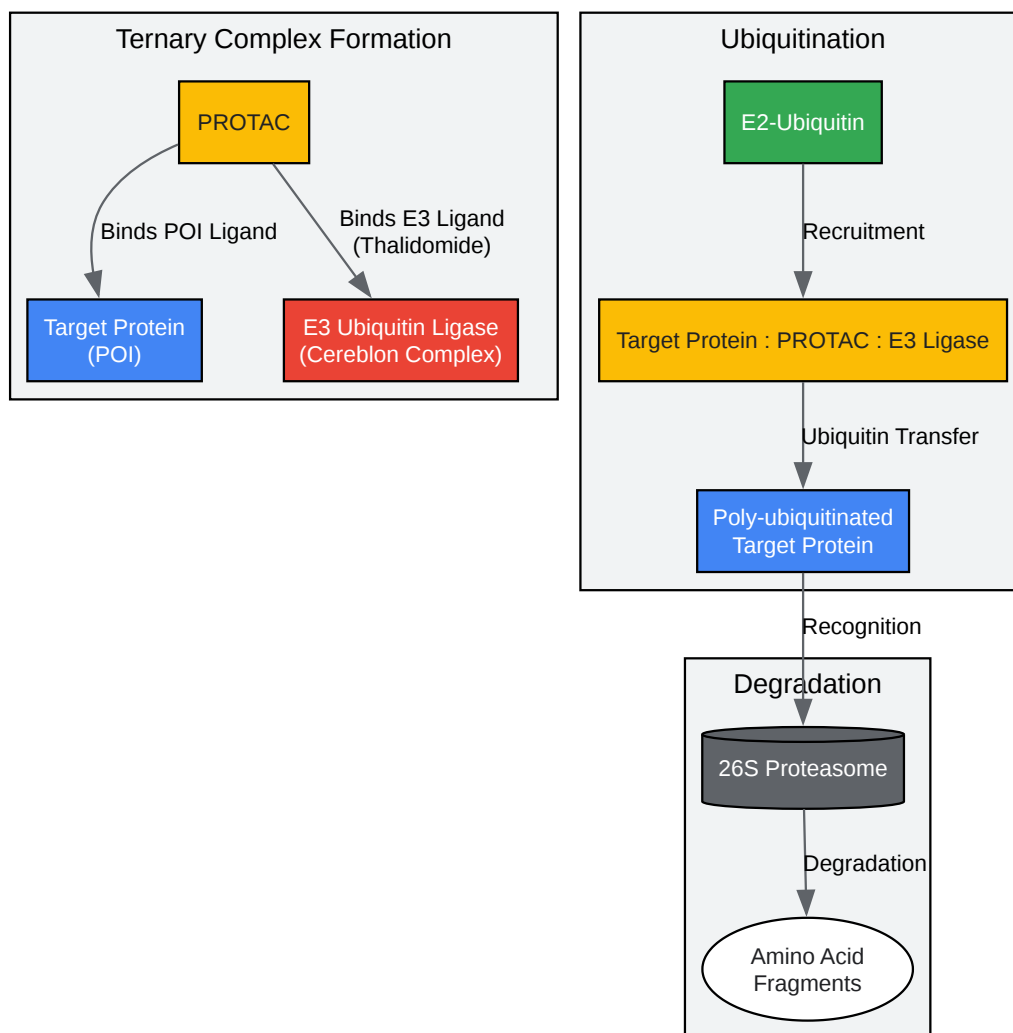 Ternary Complex Formation
PROTAC
Binds POI Ligand
Binds E3 Ligand
(Thalidomide)
Target Protein
(POI)
E3 Ubiquitin Ligase
(Cereblon Complex)
Ubiquitination
E2-Ubiquitin
Recruitment
Target Protein : PROTAC : E3 Ligase
Ubiquitin Transfer
Poly-ubiquitinated
Target Protein
Recognition
Degradation
26S Proteasome
Degradation
Amino Acid
Fragments